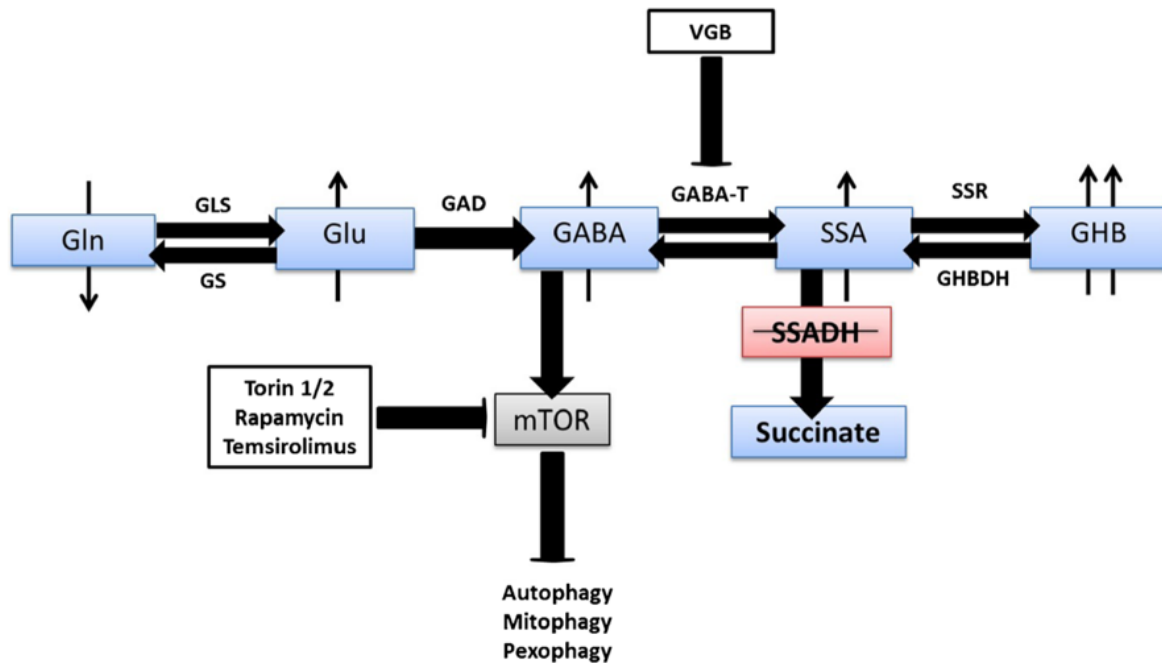 VGB
GLS
GAD
GABA-T
SSR
Gln
Glu
GABA
SSA
GHB
GS
GHBDH
SSADH
Torin 1/2
Rapamycin
Temsirolimus
mTOR
Succinate
Autophagy
Mitophagy
Pexophagy